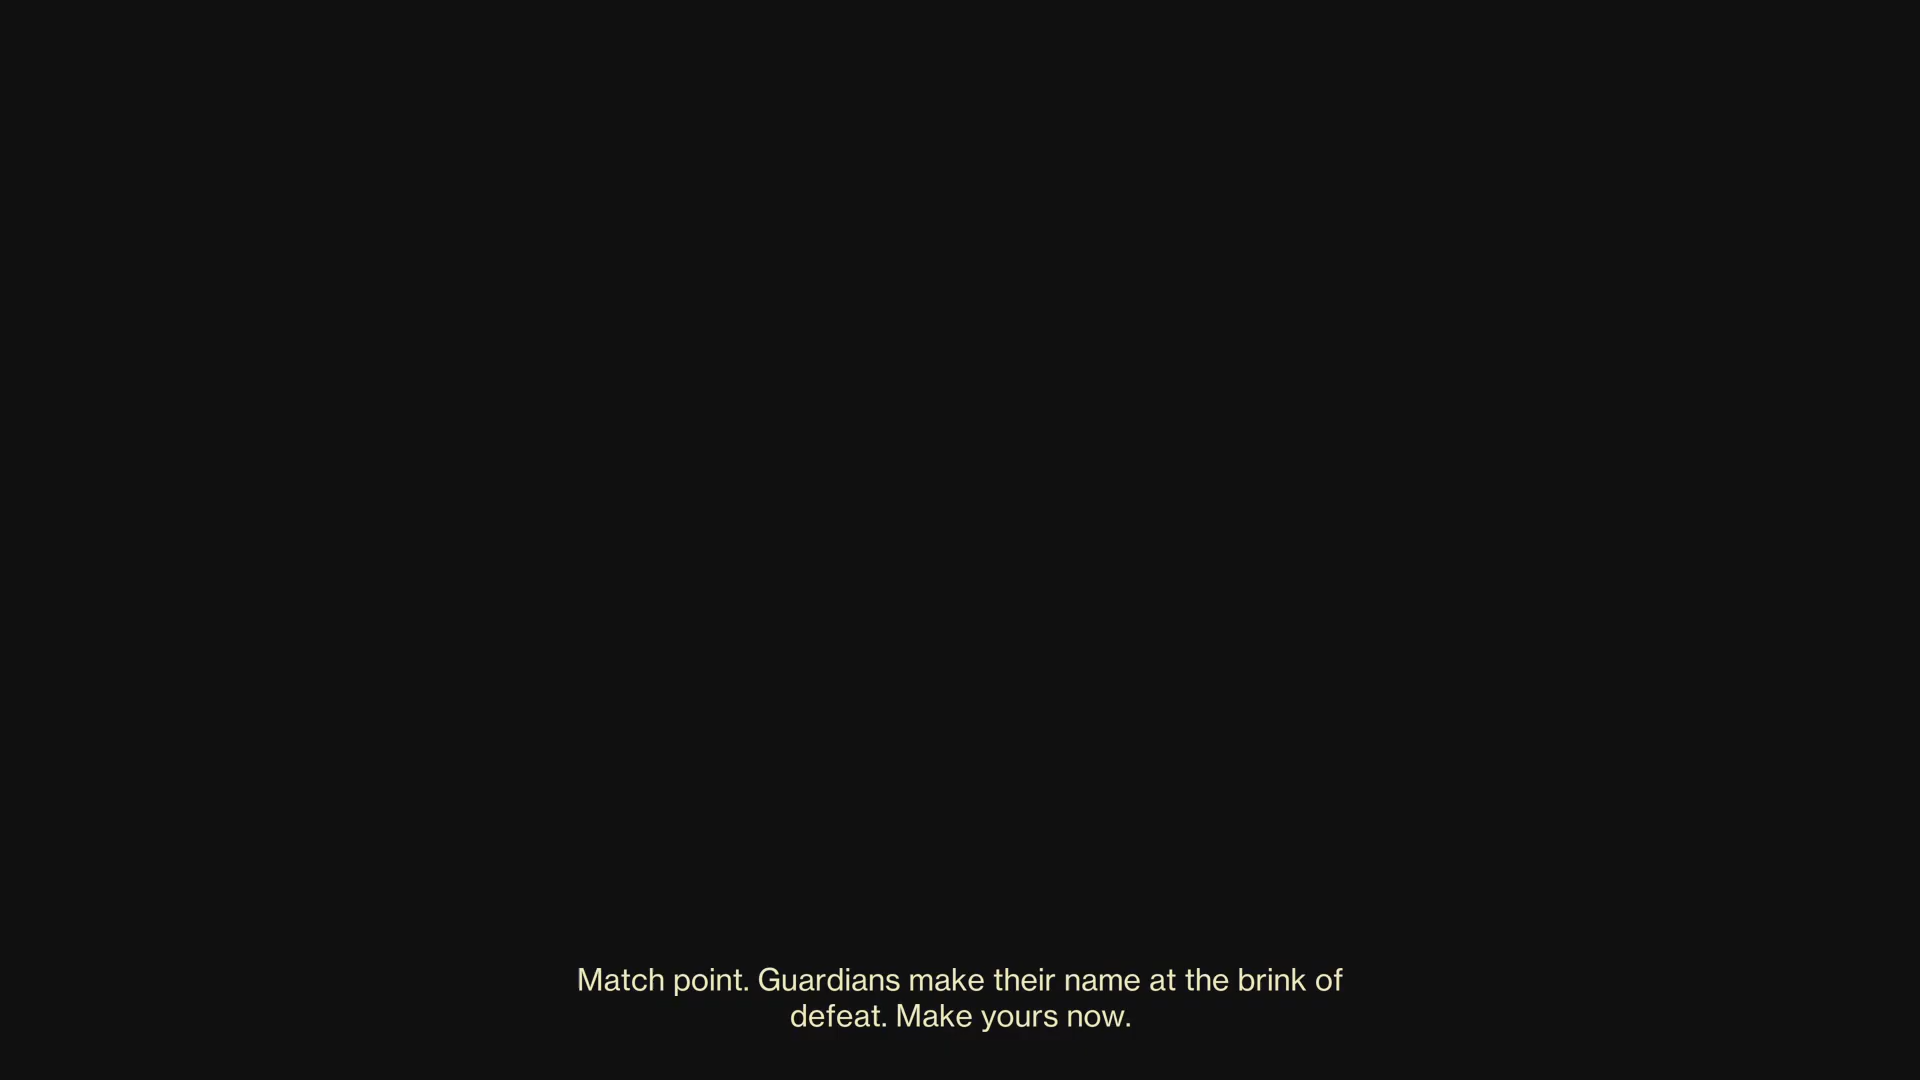 Match point. Guardians make their name at the brink of
defeat. Make yours now.